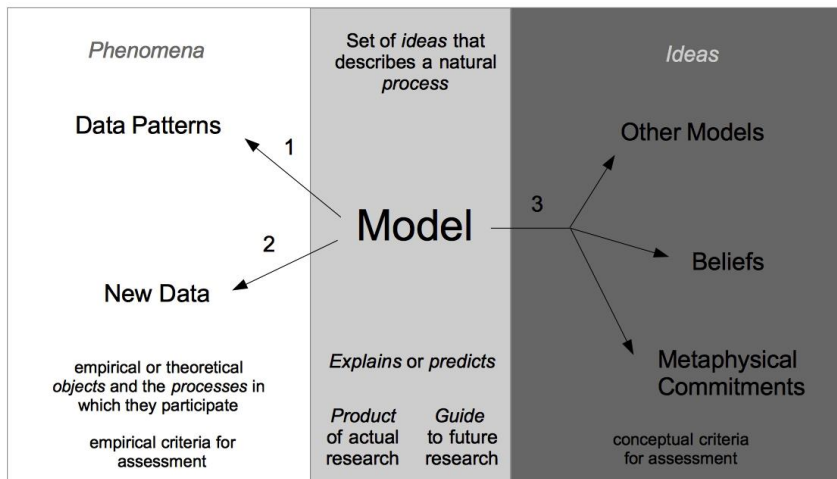 Phenomena
Data Patterns
1
2
New Data
empirical or theoretical
objects and the processes in
which they participate
empirical criteria for
assessment
Set of ideas that
describes a natural
process
Model
Explains or predicts
Product
of actual
research
Guide
to future
research
Ideas
Other Models
3
Beliefs
Metaphysical
Commitments
conceptual criteria
for assessment